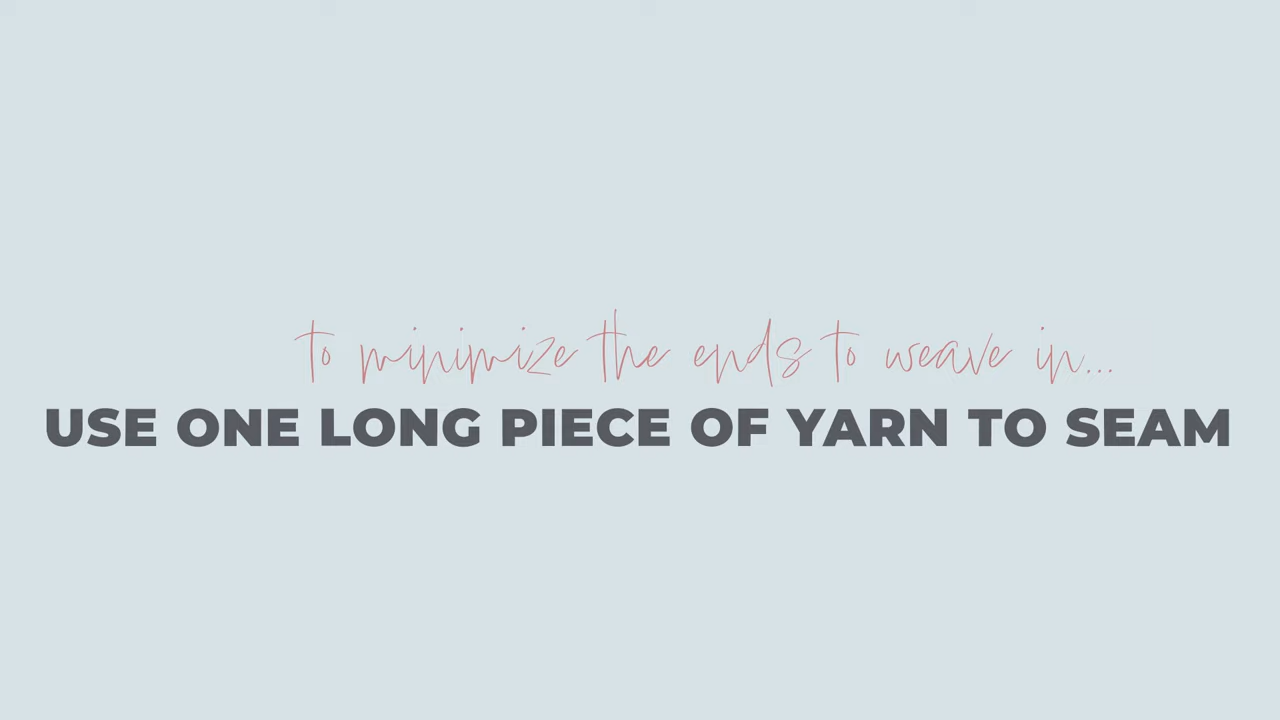 to minimize the ends to weave in...
USE ONE LONG PIECE OF YARN TO SEAM